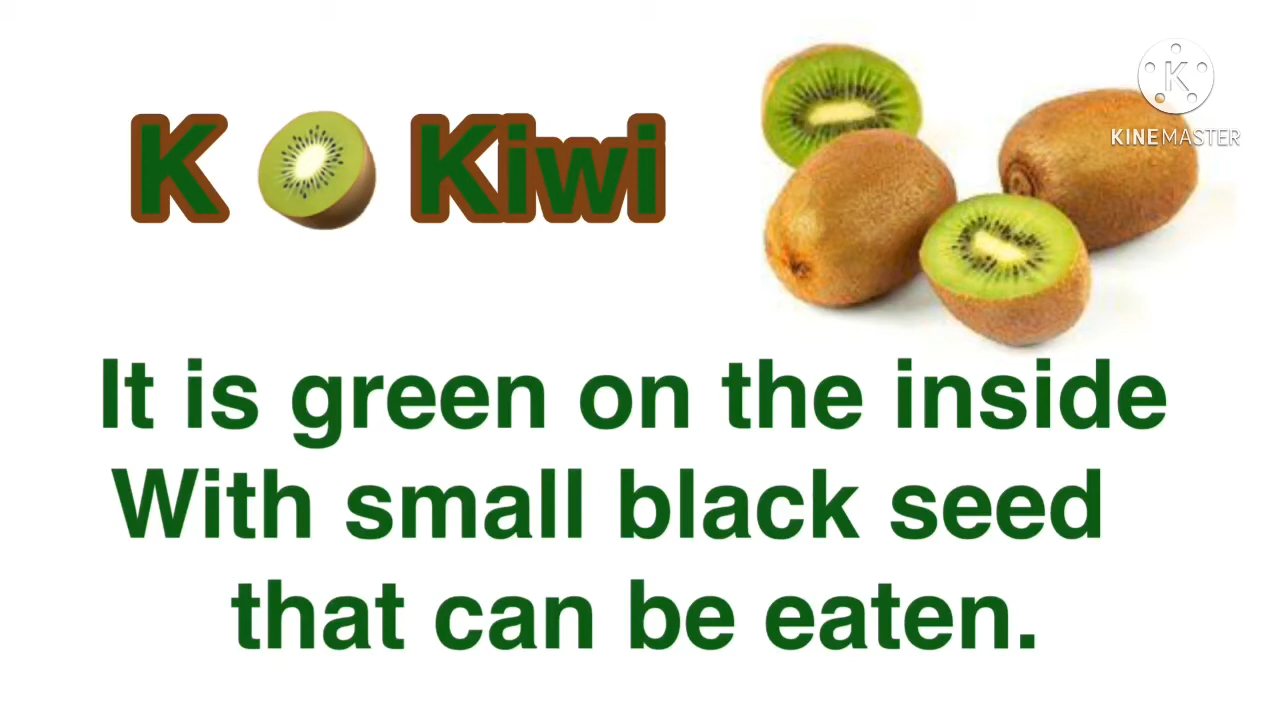 K Kiwi
K
KINEMASTER
It is green on the inside
With small black seed
that can be eaten.